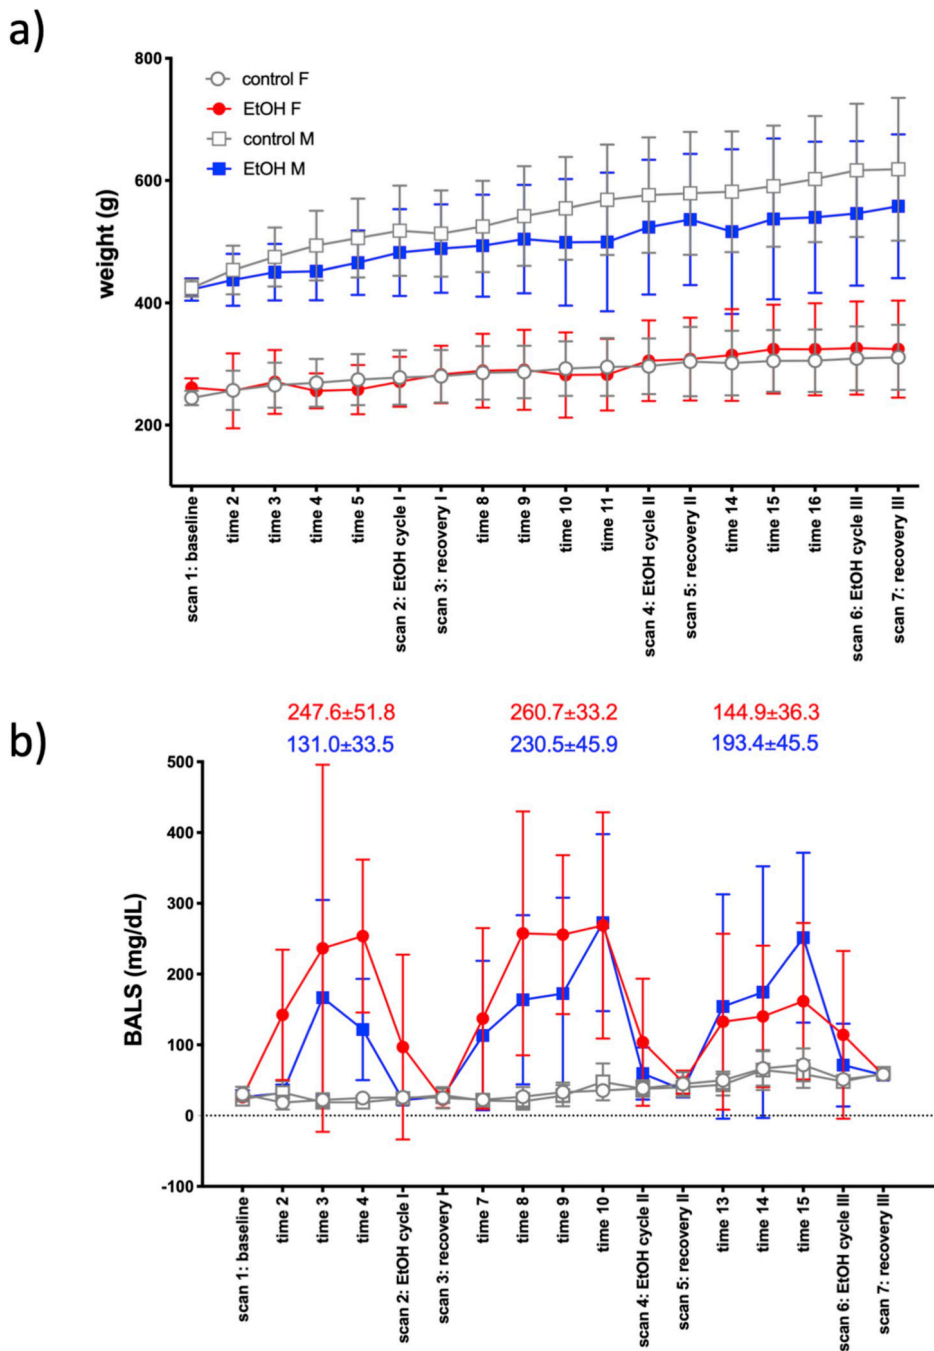 a)
800
600
400
200
weight (g)
control F
EtOH F
control M
EtOH M
scan 1: baseline
time 2
time 3
time 4
time 5
scan 2: EtOH cycle I
scan 3: recovery I
time 8
time 9
time 10
time 11
scan 4: EtOH cycle II
scan 5: recovery II
time 14
time 15
time 16
scan 6: EtOH cycle III
scan 7: recovery III
b)
247.6±51.8 260.7±33.2 144.9±36.3
131.0±33.5 230.5±45.9 193.4±45.5
500
400
300
200
100
0
-100
BALS (mg/dL)
scan 1: baseline
time 2
time 3
time 4
scan 2: EtOH cycle I
scan 3: recovery I
time 7
time 8
time 9
time 10
scan 4: EtOH cycle II
scan 5: recovery II
time 13
time 14
time 15
scan 6: EtOH cycle III
scan 7: recovery III